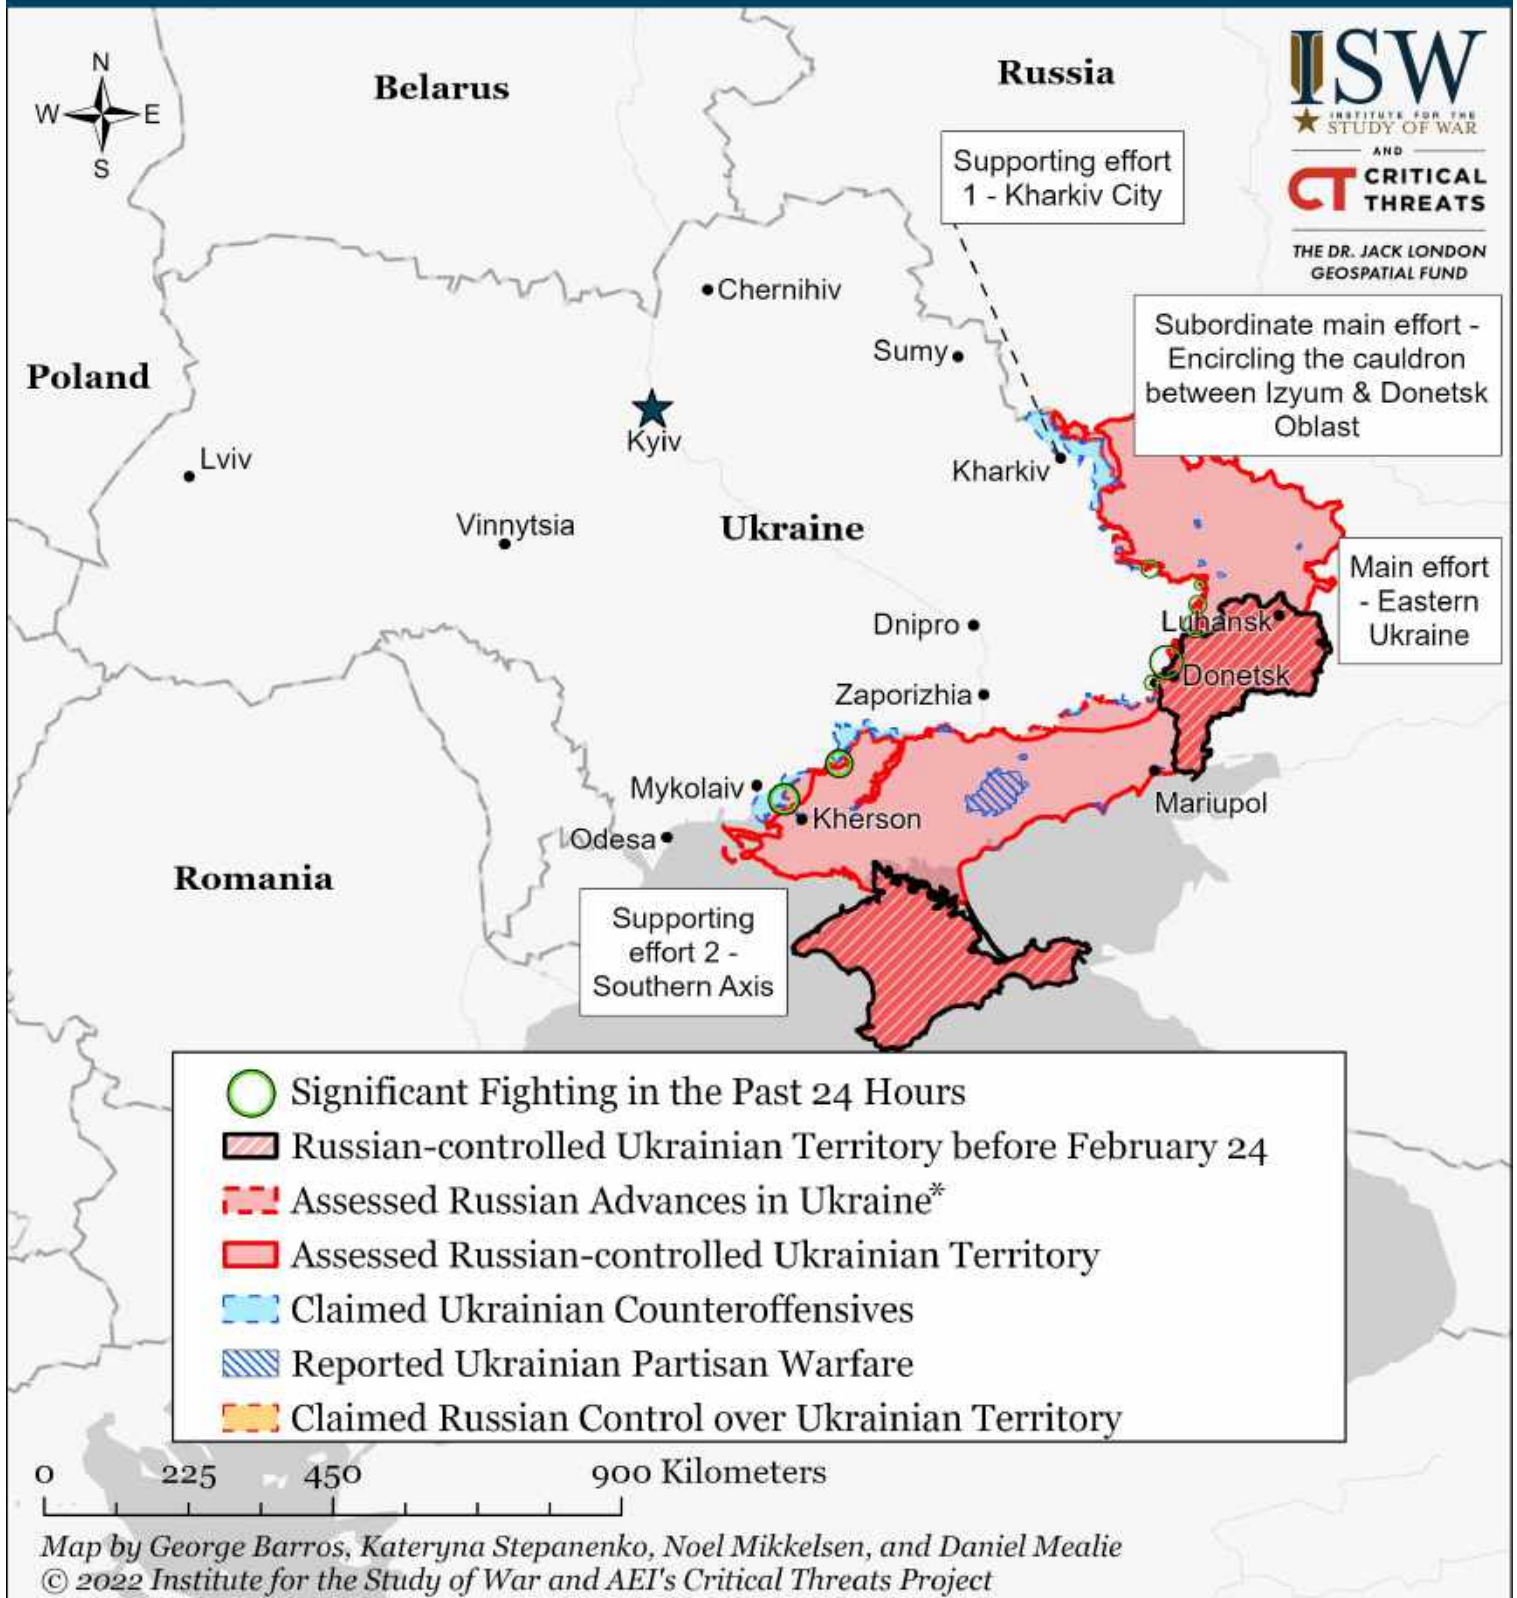 N
W
E
S
Belarus
Russia
ISW
INSTITUTE FOR THE
STUDY OF WAR
AND
CT
CRITICAL
THREATS
THE DR. JACK LONDON
GEOSPATIAL FUND
Supporting effort
1 - Kharkiv City
Chernihiv
Subordinate main effort -
Encircling the cauldron
between Izyum & Donetsk
Oblast
Sumy
Poland
Kyiv
Lviv
Kharkiv
Vinnytsia
Ukraine
Main effort
- Eastern
Ukraine
Dnipro
Luhansk
Donetsk
Zaporizhia
Mykolaiv
Mariupol
Kherson
Odesa
Romania
Supporting
effort 2 -
Southern Axis
Significant Fighting in the Past 24 Hours
Russian-controlled Ukrainian Territory before February 24
Assessed Russian Advances in Ukraine*
Assessed Russian-controlled Ukrainian Territory
Claimed Ukrainian Counteroffensives
Reported Ukrainian Partisan Warfare
Claimed Russian Control over Ukrainian Territory
0 225 450 900 Kilometers
Map by George Barros, Kateryna Stepanenko, Noel Mikkelsen, and Daniel Mealie
© 2022 Institute for the Study of War and AEI's Critical Threats Project